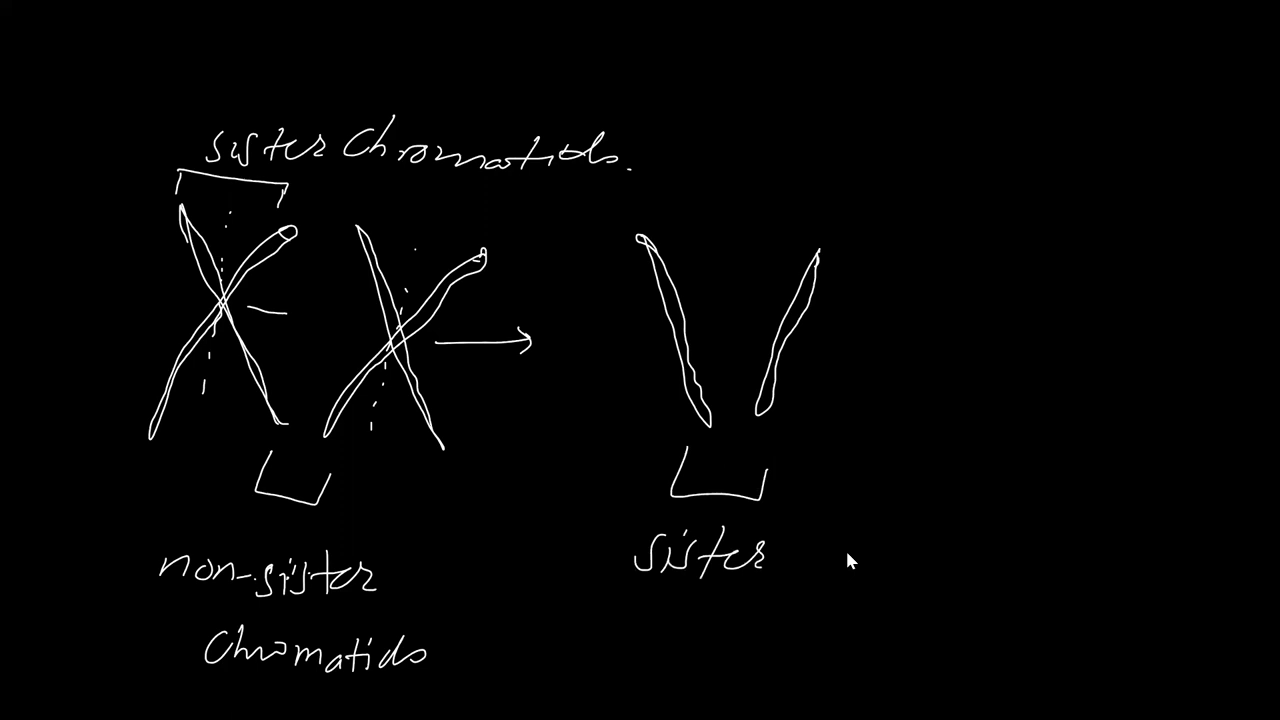 sister chromatids.
non-sister
chromatids
sister